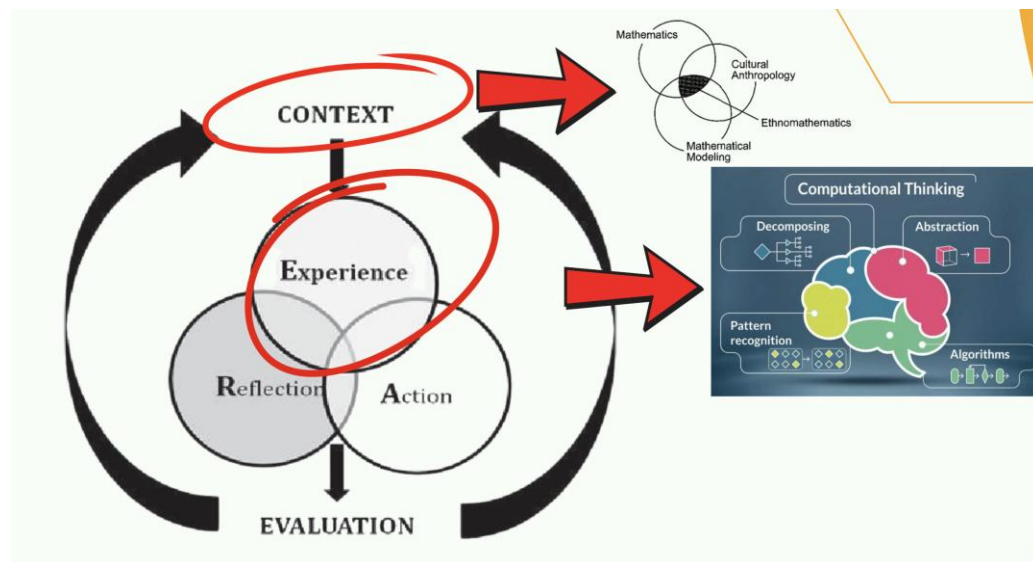 CONTEXT
Experience
Reflection
Action
EVALUATION
Mathematics
Cultural
Anthropology
Ethnomathematics
Mathematical
Modeling
Computational Thinking
Decomposing
Abstraction
Pattern
recognition
Algorithms